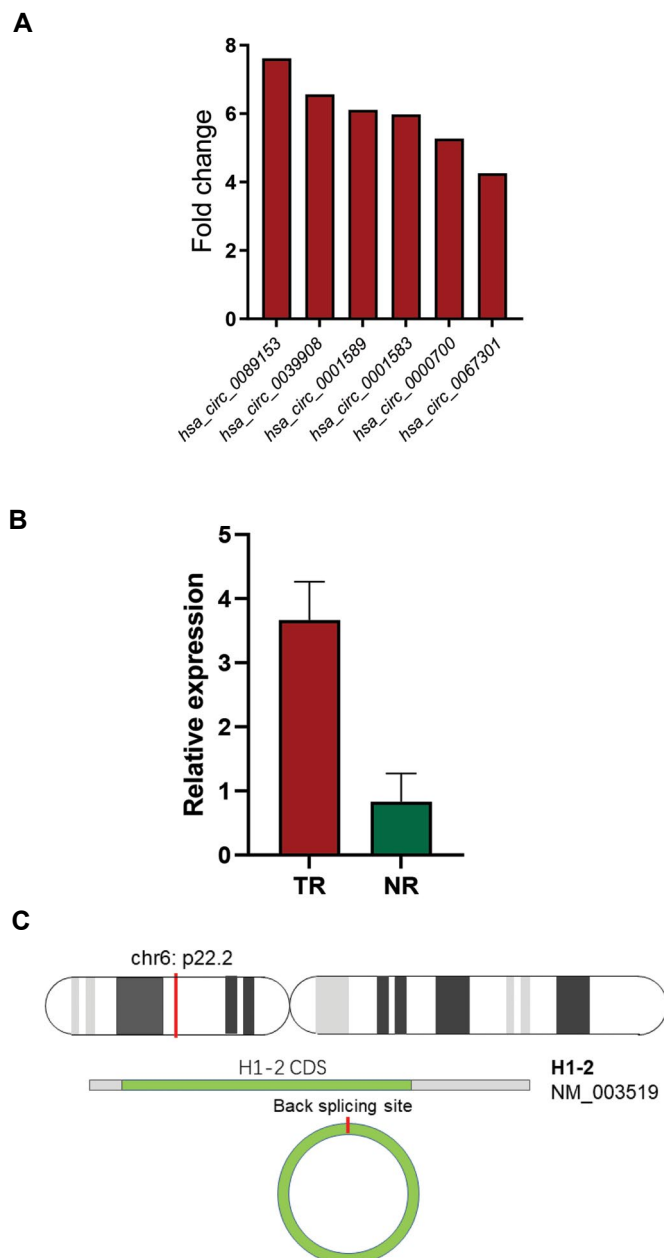 A
Fold change
8
6
4
2
0
hsa_circ_0089153
hsa_circ_0039908
hsa_circ_0001589
hsa_circ_0001583
hsa_circ_0000700
hsa_circ_0067301
B
Relative expression
5
4
3
2
1
0
TR
NR
C
chr6: p22.2
H1-2 CDS
H1-2
NM_003519
Back splicing site